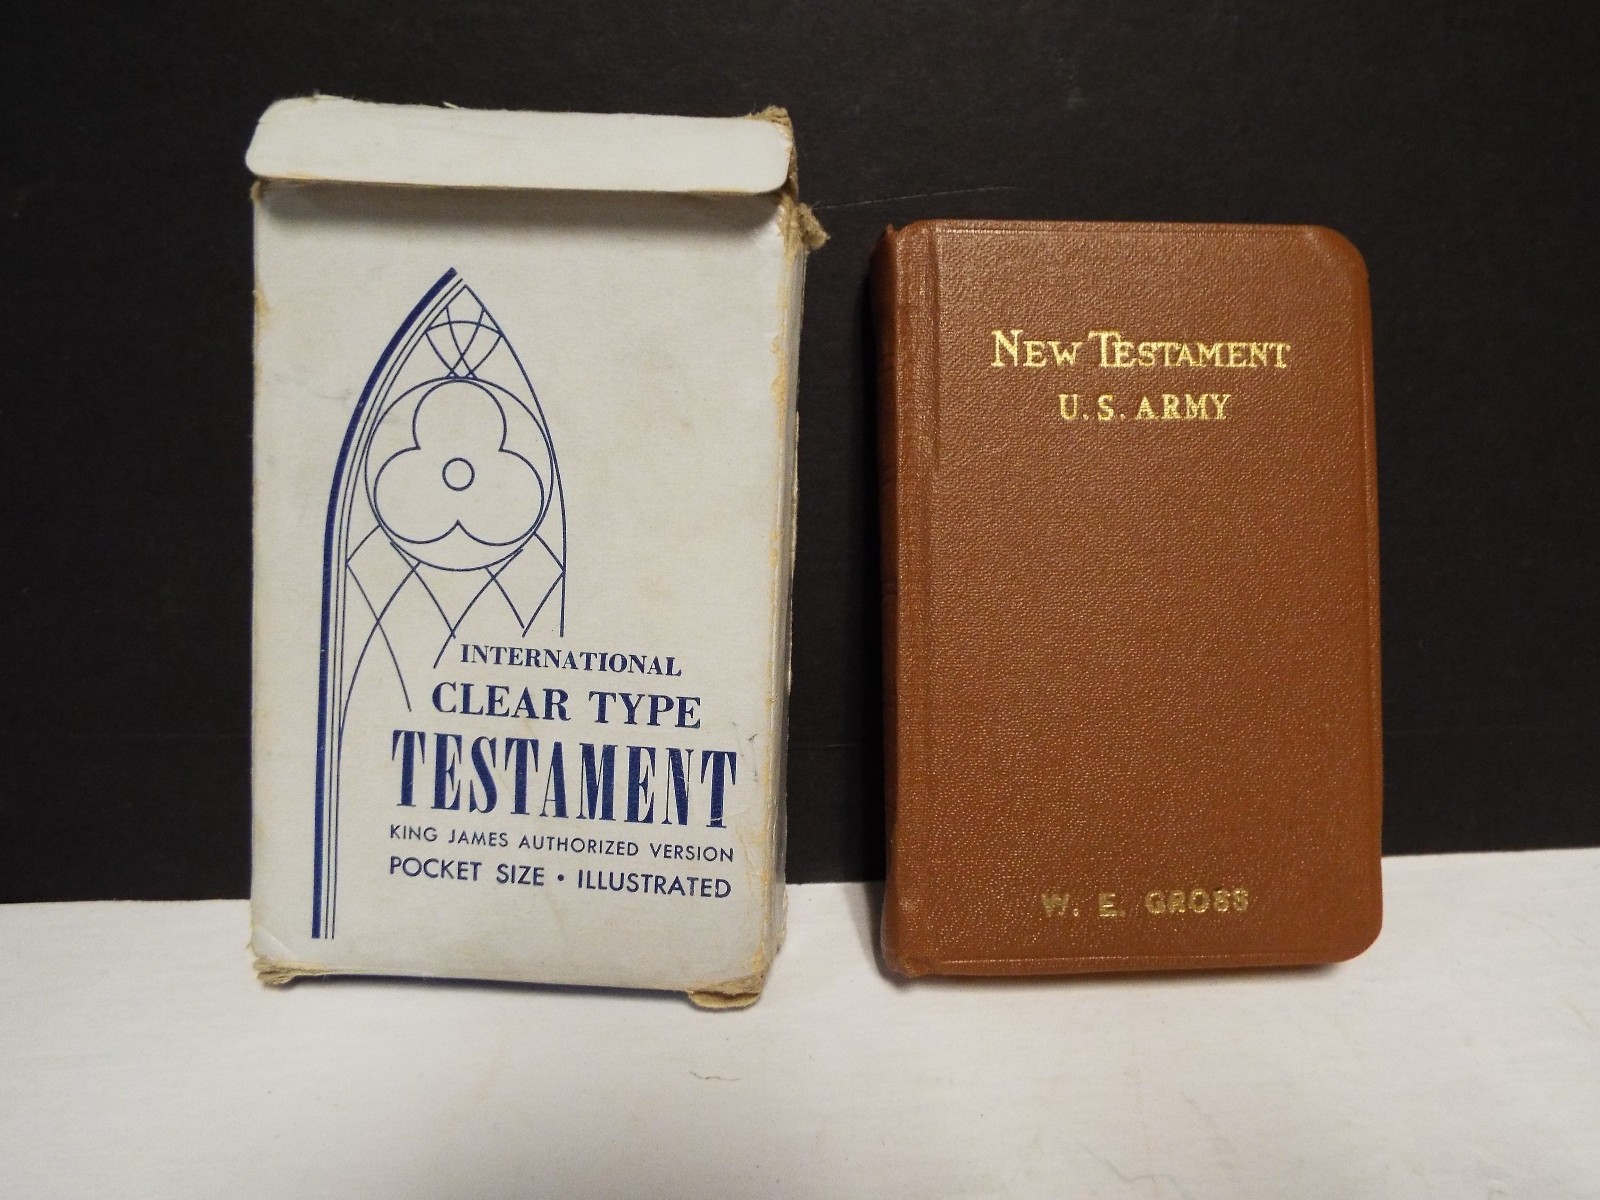 INTERNATIONAL
CLEAR TYPE
TESTAMENT
KING JAMES AUTHORIZED VERSION
POCKET SIZE • ILLUSTRATED
NEW TESTAMENT
U.S. ARMY
W. E. GROSS